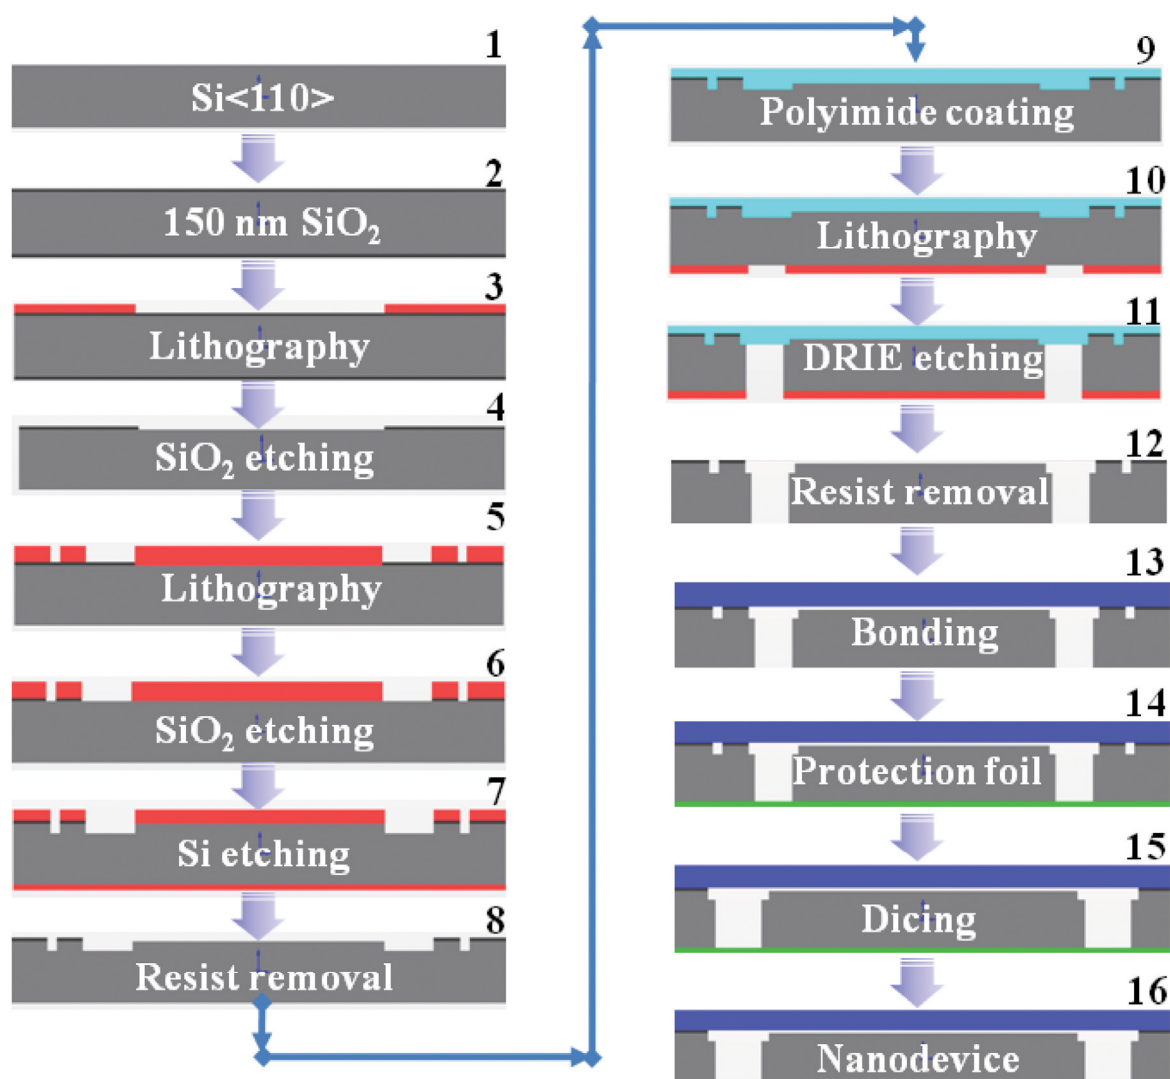 1
Si<110>
2
150 nm SiO₂
3
Lithography
4
SiO₂ etching
5
Lithography
6
SiO₂ etching
7
Si etching
8
Resist removal
9
Polyimide coating
10
Lithography
11
DRIE etching
12
Resist removal
13
Bonding
14
Protection foil
15
Dicing
16
Nanodevice